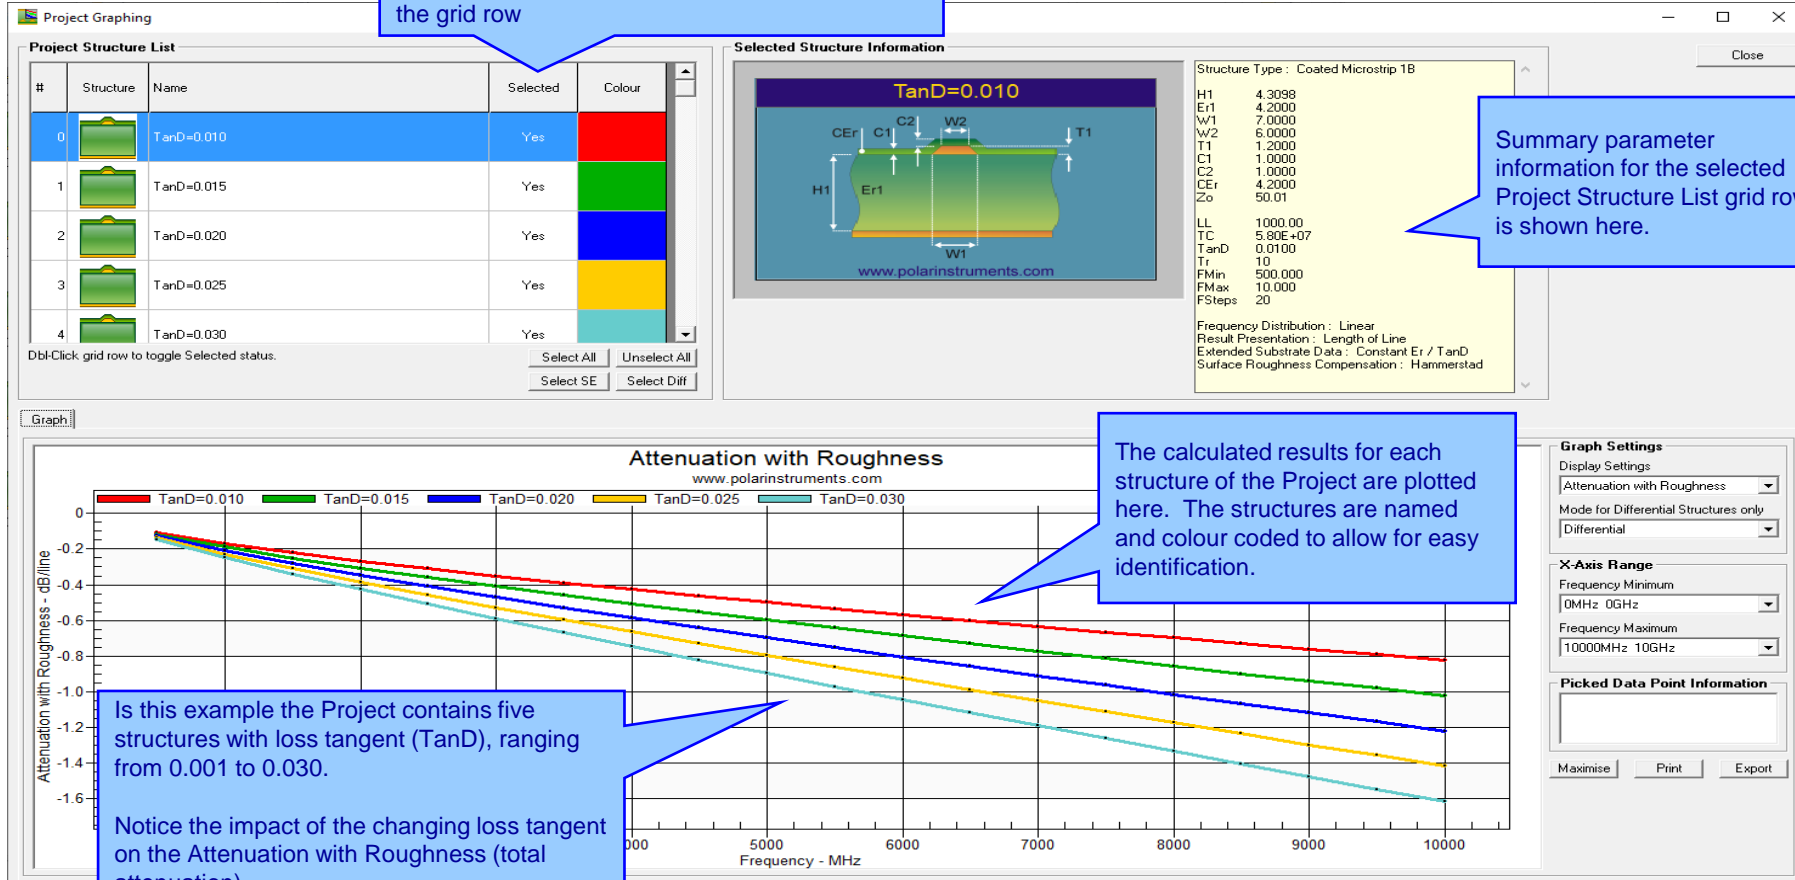 the grid row
Project Graphing
Project Structure List
# Structure Name Selected Colour
0 TanD=0.010 Yes
1 TanD=0.015 Yes
2 TanD=0.020 Yes
3 TanD=0.025 Yes
4 TanD=0.030 Yes
Dbl-Click grid row to toggle Selected status.
Select All Unselect All
Select SE Select Diff
Selected Structure Information
TanD=0.010
CEr C1 C2 W2 T1
H1 Er1
W1
www.polarinstruments.com
Structure Type : Coated Microstrip 1B
H1 4.3098
Er1 4.2000
W1 7.0000
W2 6.0000
T1 1.2000
C1 1.0000
C2 1.0000
CEr 4.2000
Zo 50.01
LL 1000.00
TC 5.80E+07
TanD 0.0100
Tr 10
FMin 500.000
FMax 10.000
FSteps 20
Frequency Distribution : Linear
Result Presentation : Length of Line
Extended Substrate Data : Constant Er / TanD
Surface Roughness Compensation : Hammerstad
Close
Summary parameter
information for the selected
Project Structure List grid row
is shown here.
Graph
Attenuation with Roughness
www.polarinstruments.com
TanD=0.010 TanD=0.015 TanD=0.020 TanD=0.025 TanD=0.030
0
-0.2
-0.4
-0.6
-0.8
-1.0
-1.2
-1.4
-1.6
Attenuation with Roughness - dB/line
5000 6000 7000 8000 9000 10000
Frequency - MHz
The calculated results for each
structure of the Project are plotted
here. The structures are named
and colour coded to allow for easy
identification.
Is this example the Project contains five
structures with loss tangent (TanD), ranging
from 0.001 to 0.030.
Notice the impact of the changing loss tangent
on the Attenuation with Roughness (total
Graph Settings
Display Settings
Attenuation with Roughness
Mode for Differential Structures only
Differential
X-Axis Range
Frequency Minimum
0MHz 0GHz
Frequency Maximum
10000MHz 10GHz
Picked Data Point Information
Maximise Print Export